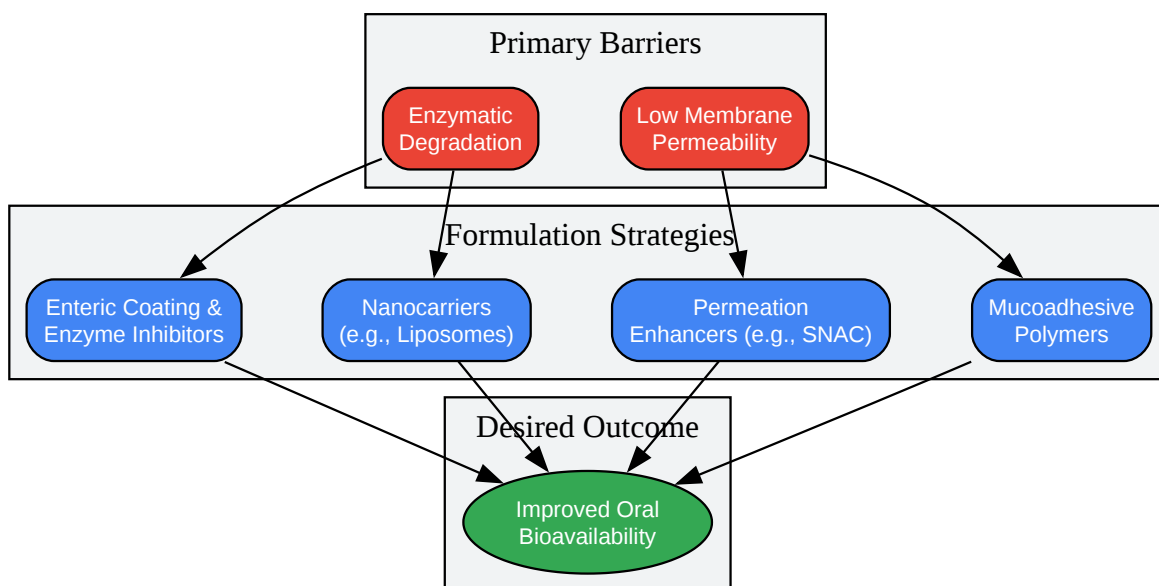 Primary Barriers
Enzymatic
Degradation
Low Membrane
Permeability
Formulation Strategies
Enteric Coating &
Enzyme Inhibitors
Nanocarriers
(e.g., Liposomes)
Permeation
Enhancers (e.g., SNAC)
Mucoadhesive
Polymers
Desired Outcome
Improved Oral
Bioavailability